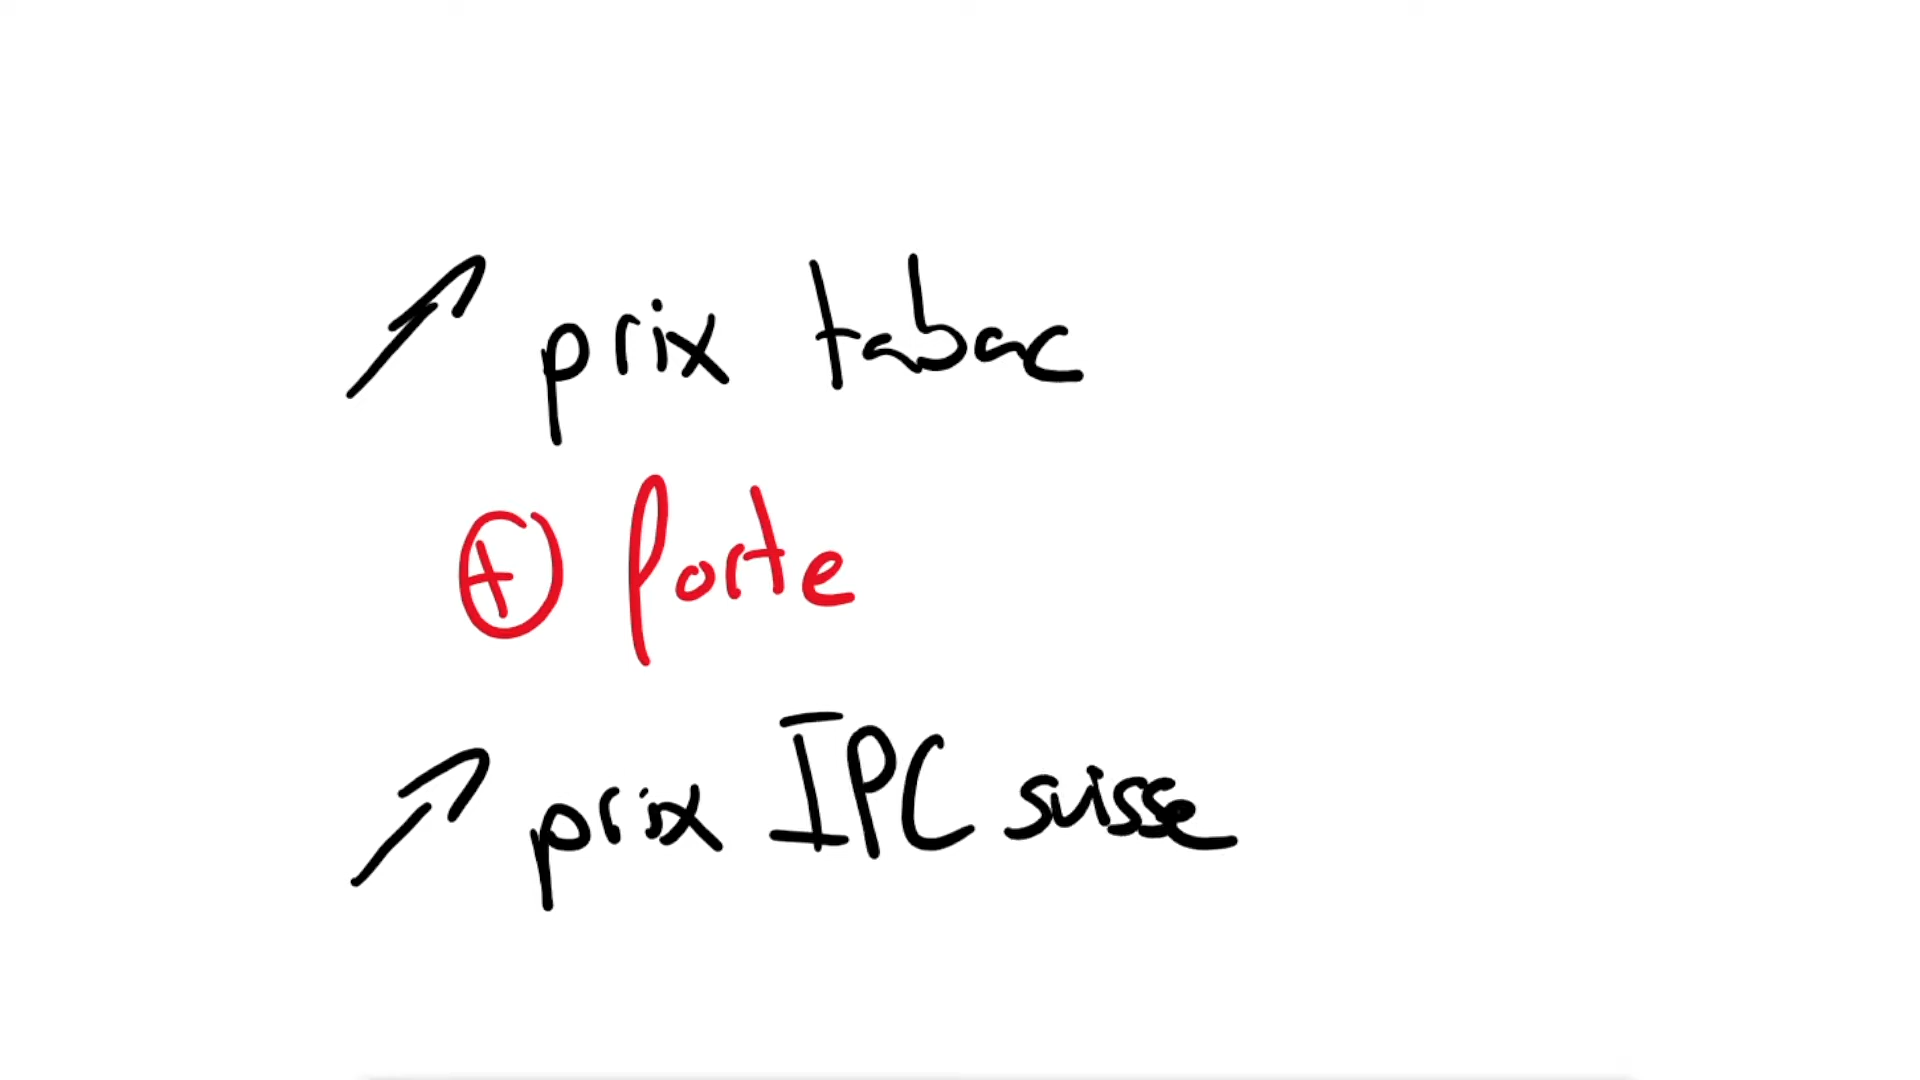 ↗ prix tabac
⊕ forte
↗ prix IPC suisse